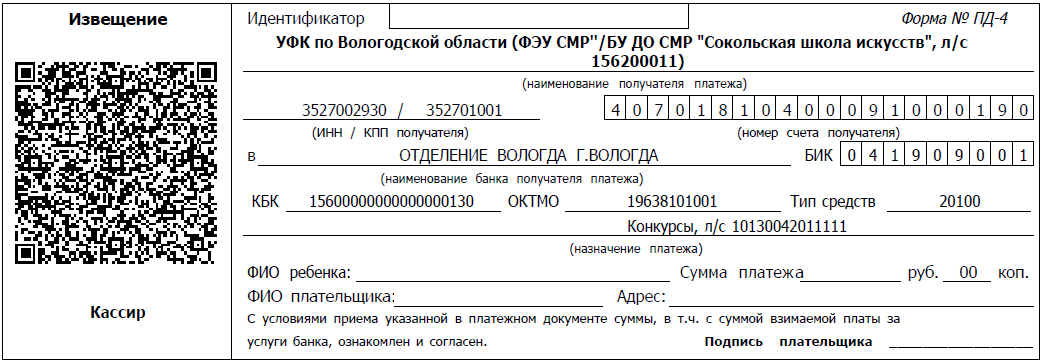 Извещение
Идентификатор
Форма № ПД-4
УФК по Вологодской области (ФЭУ СМР"/БУ ДО СМР "Сокольская школа искусств", л/с
156200011)
(наименование получателя платежа)
3527002930 / 352701001 40701810400091000190
(ИНН / КПП получателя) (номер счета получателя)
в ОТДЕЛЕНИЕ ВОЛОГДА Г.ВОЛОГДА БИК 041909001
(наименование банка получателя платежа)
КБК 15600000000000000130 ОКТМО 19638101001 Тип средств 20100
Конкурсы, л/с 10130042011111
(назначение платежа)
ФИО ребенка: Сумма платежа руб. 00 коп.
ФИО плательщика: Адрес:
Кассир
С условиями приема указанной в платежном документе суммы, в т.ч. с суммой взимаемой платы за
услуги банка, ознакомлен и согласен. Подпись плательщика